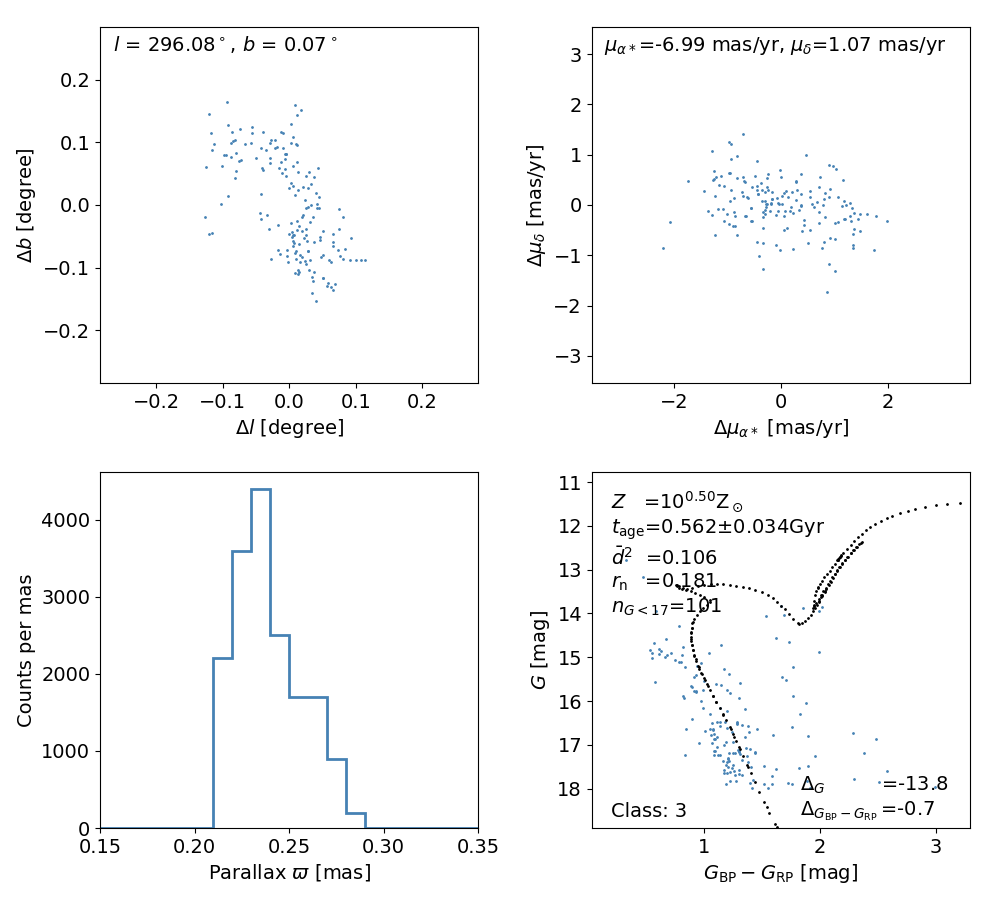 l = 296.08°, b = 0.07°
0.2
0.1
0.0
−0.1
−0.2
Δb [degree]
−0.2 −0.1 0.0 0.1 0.2
Δl [degree]
μα*=-6.99 mas/yr, μδ=1.07 mas/yr
3
2
1
0
−1
−2
−3
Δμδ [mas/yr]
−2 0 2
Δμα* [mas/yr]
4000
3000
2000
1000
0
Counts per mas
0.15 0.20 0.25 0.30 0.35
Parallax ϖ [mas]
11
12
13
14
15
16
17
18
G [mag]
Z =10^0.50 Z⊙
t_age=0.562±0.034Gyr
d̄² =0.106
r_n =0.181
n_G<17=101
Δ_G =-13.8
Δ_GBP−GRP =-0.7
Class: 3
1 2 3
G_BP − G_RP [mag]